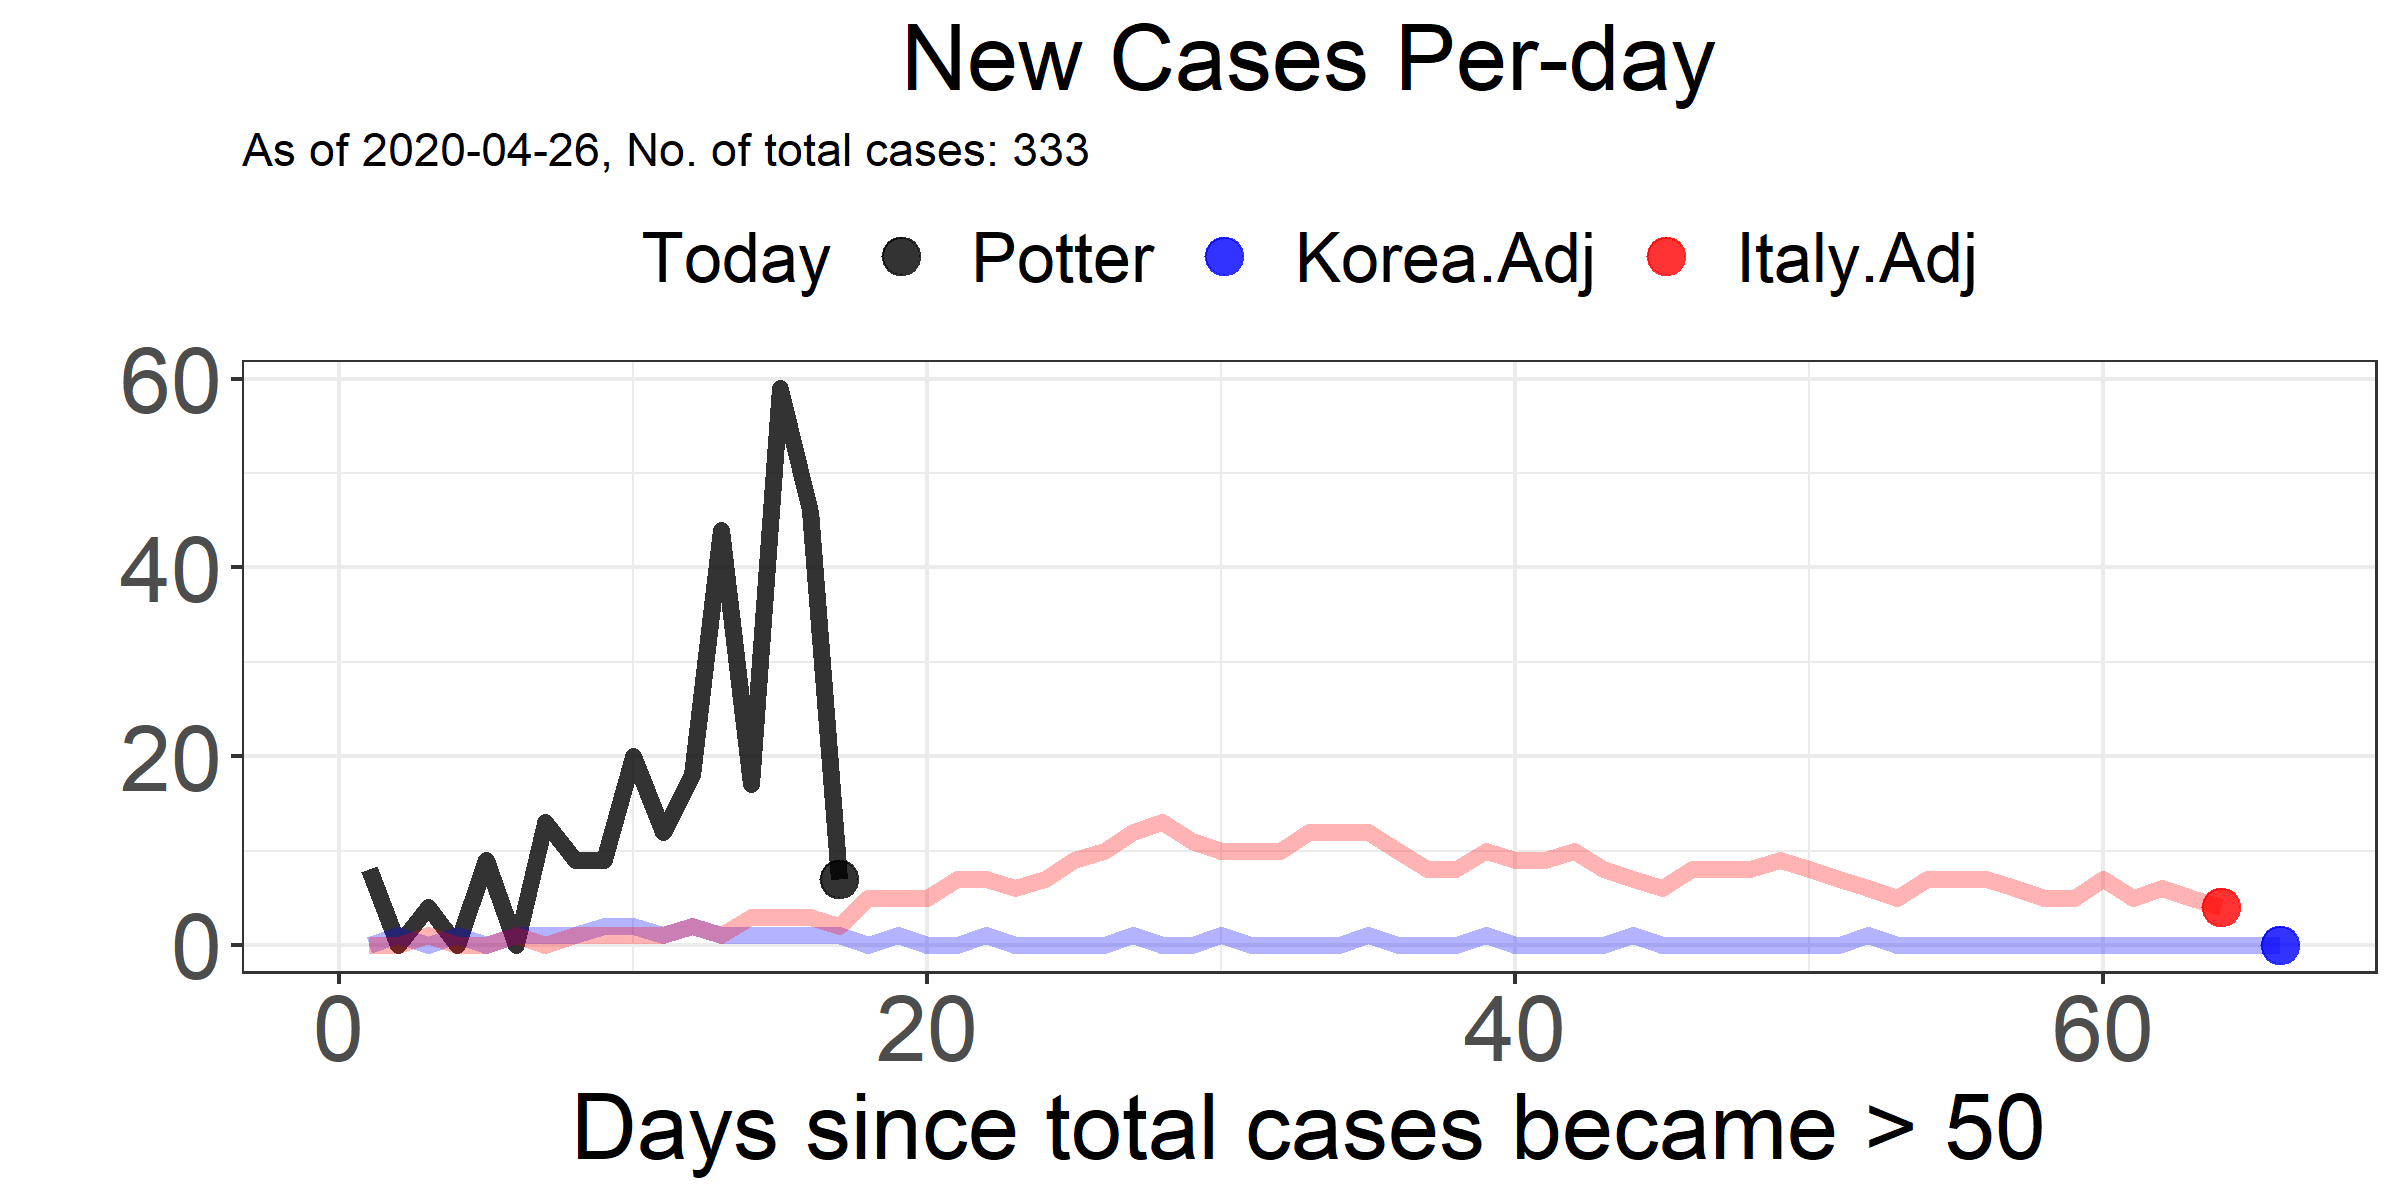 New Cases Per-day
As of 2020-04-26, No. of total cases: 333
Today Potter Korea.Adj Italy.Adj
60
40
20
0
0 20 40 60
Days since total cases became > 50